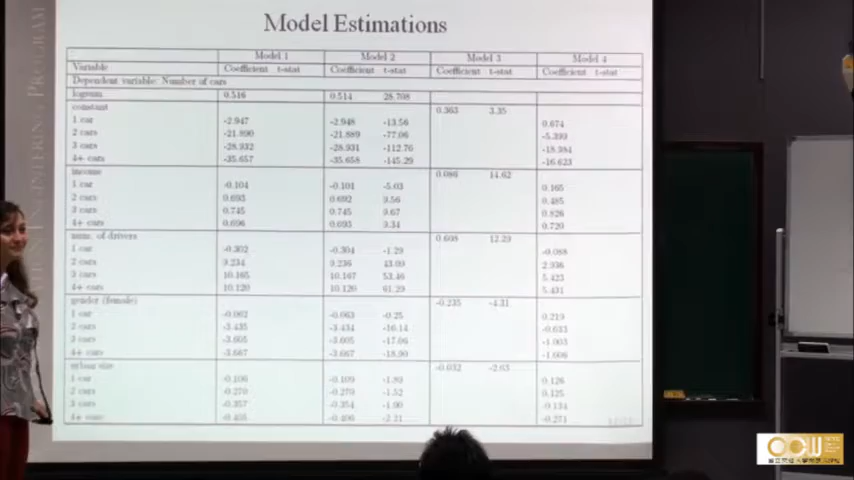 Model Estimations
Model 1 Model 2 Model 3 Model 4
Variable Coefficient t-stat Coefficient t-stat Coefficient t-stat Coefficient t-stat
Dependent variable: Number of cars
logsum 0.516 0.514 28.708
constant 0.363 3.35
1 car -2.947 -2.948 -13.56 0.674
2 cars -21.890 -21.889 -77.06 -5.399
3 cars -28.932 -28.931 -112.76 -18.984
4+ cars -35.657 -35.658 -145.29 -16.623
income 0.086 14.62
1 car -0.104 -0.101 -5.03 0.165
2 cars 0.693 0.692 9.56 0.485
3 cars 0.745 0.745 9.67 0.826
4+ cars 0.696 0.693 9.34 0.720
num. of drivers 0.608 12.29
1 car -0.302 -0.304 -1.29 -0.088
2 cars 9.234 9.236 43.09 2.936
3 cars 10.165 10.167 53.46 5.423
4+ cars 10.120 10.120 61.29 5.431
gender (female) -0.235 -4.31
1 car -0.062 -0.063 -0.25 0.219
2 cars -3.435 -3.434 -16.14 -0.633
3 cars -3.605 -3.605 -17.06 -1.003
4+ cars -3.667 -3.667 -18.90 -1.006
urban size -0.032 -2.63
1 car -0.106 -0.109 -1.89 0.126
2 cars -0.270 -0.270 -1.52 0.125
3 cars -0.357 -0.354 -1.90 -0.134
4+ cars -0.406 -2.21 -0.271
ENGINEERING PROGRAM
OCW